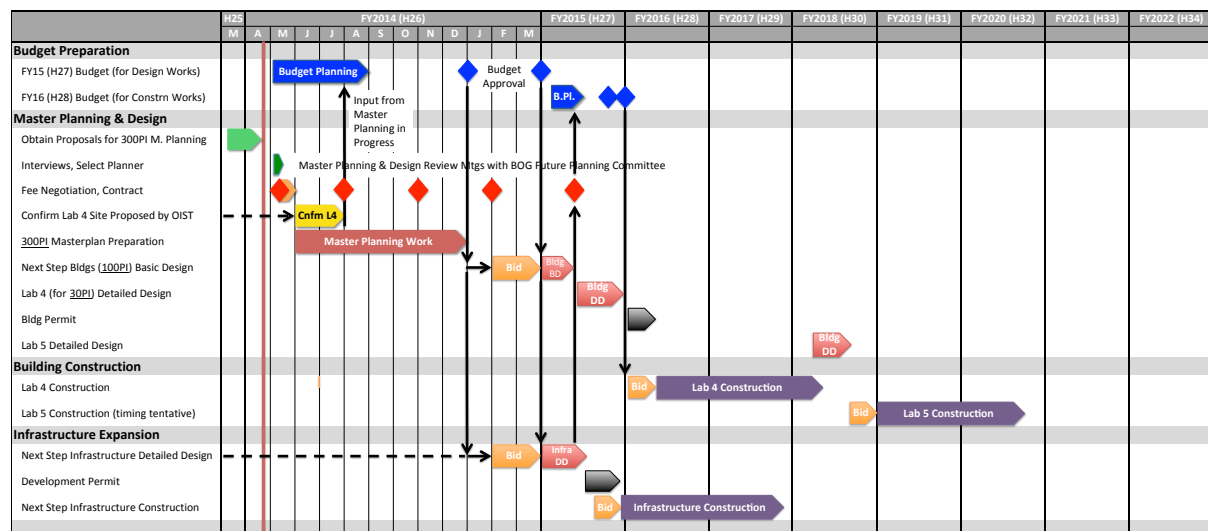 H25 FY2014 (H26) FY2015 (H27) FY2016 (H28) FY2017 (H29) FY2018 (H30) FY2019 (H31) FY2020 (H32) FY2021 (H33) FY2022 (H34)
M A M J J A S O N D J F M
Budget Preparation
FY15 (H27) Budget (for Design Works) Budget Planning Budget
Approval
FY16 (H28) Budget (for Constrn Works) B.Pl.
Input from
Master
Planning in
Progress
Master Planning & Design
Obtain Proposals for 300PI M. Planning
Interviews, Select Planner Master Planning & Design Review Mtgs with BOG Future Planning Committee
Fee Negotiation, Contract
Confirm Lab 4 Site Proposed by OIST Cnfm L4
300PI Masterplan Preparation Master Planning Work
Next Step Bldgs (100PI) Basic Design Bid Bldg
BD
Lab 4 (for 30PI) Detailed Design Bldg
DD
Bldg Permit
Lab 5 Detailed Design Bldg
DD
Building Construction
Lab 4 Construction Bid Lab 4 Construction
Lab 5 Construction (timing tentative) Bid Lab 5 Construction
Infrastructure Expansion
Next Step Infrastructure Detailed Design Bid Infra
DD
Development Permit
Next Step Infrastructure Construction Bid Infrastructure Construction